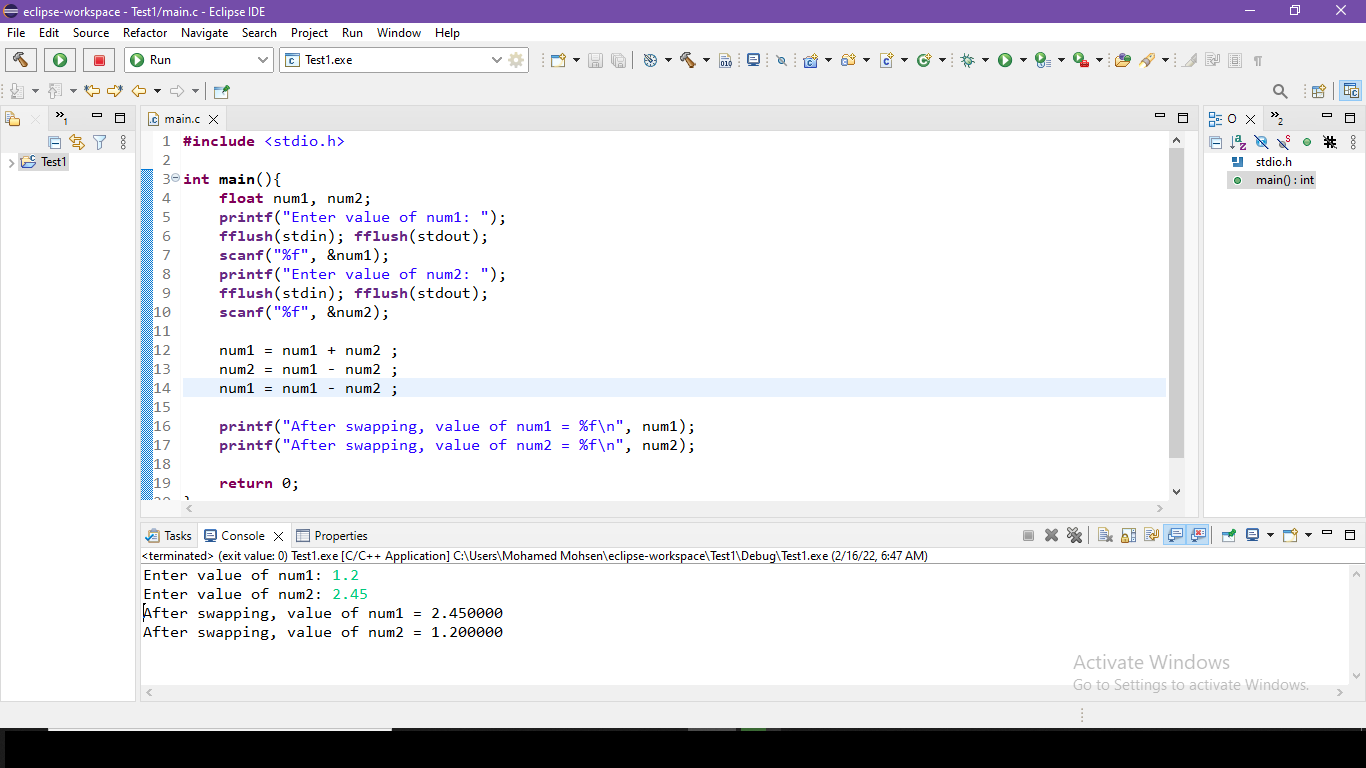 eclipse-workspace - Test1/main.c - Eclipse IDE
File Edit Source Refactor Navigate Search Project Run Window Help
Run
Test1.exe
main.c
Test1
1 #include <stdio.h>
2
3 int main(){
4 float num1, num2;
5 printf("Enter value of num1: ");
6 fflush(stdin); fflush(stdout);
7 scanf("%f", &num1);
8 printf("Enter value of num2: ");
9 fflush(stdin); fflush(stdout);
10 scanf("%f", &num2);
11
12 num1 = num1 + num2 ;
13 num2 = num1 - num2 ;
14 num1 = num1 - num2 ;
15
16 printf("After swapping, value of num1 = %f\n", num1);
17 printf("After swapping, value of num2 = %f\n", num2);
18
19 return 0;
O
stdio.h
main() : int
Tasks Console Properties
<terminated> (exit value: 0) Test1.exe [C/C++ Application] C:\Users\Mohamed Mohsen\eclipse-workspace\Test1\Debug\Test1.exe (2/16/22, 6:47 AM)
Enter value of num1: 1.2
Enter value of num2: 2.45
After swapping, value of num1 = 2.450000
After swapping, value of num2 = 1.200000
Activate Windows
Go to Settings to activate Windows.